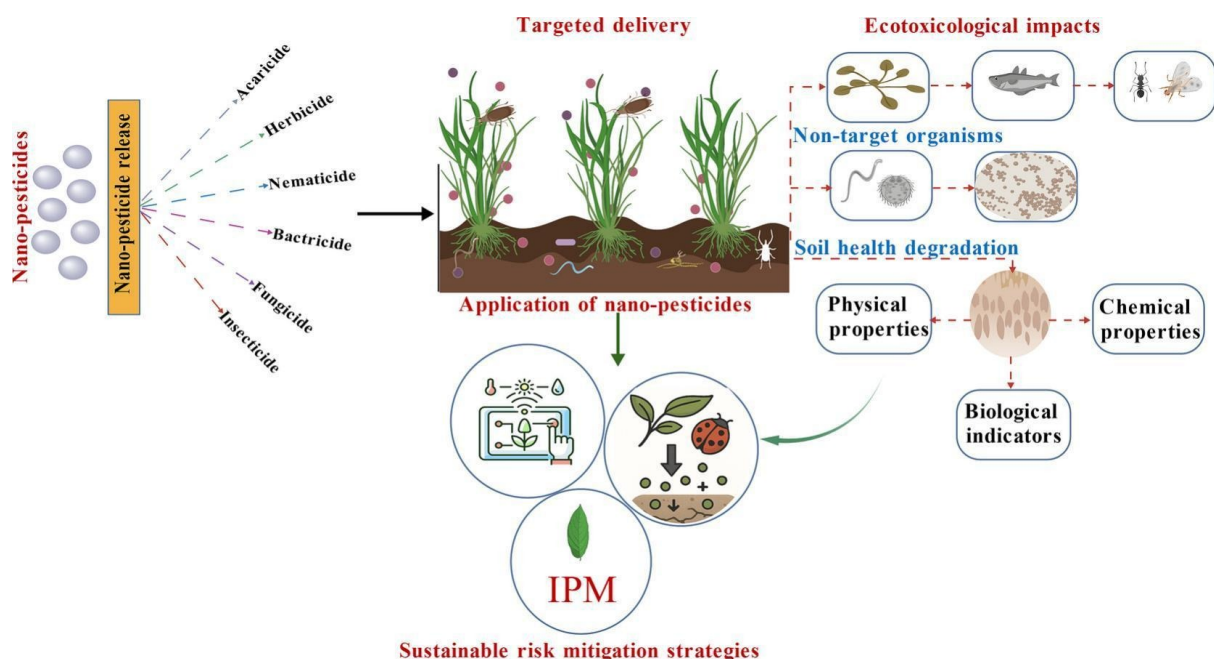 Nano-pesticides
Nano-pesticide release
Acaricide
Herbicide
Nematicide
Bactricide
Fungicide
Insecticide
Targeted delivery
Application of nano-pesticides
Ecotoxicological impacts
Non-target organisms
Soil health degradation
Physical
properties
Chemical
properties
Biological
indicators
IPM
Sustainable risk mitigation strategies